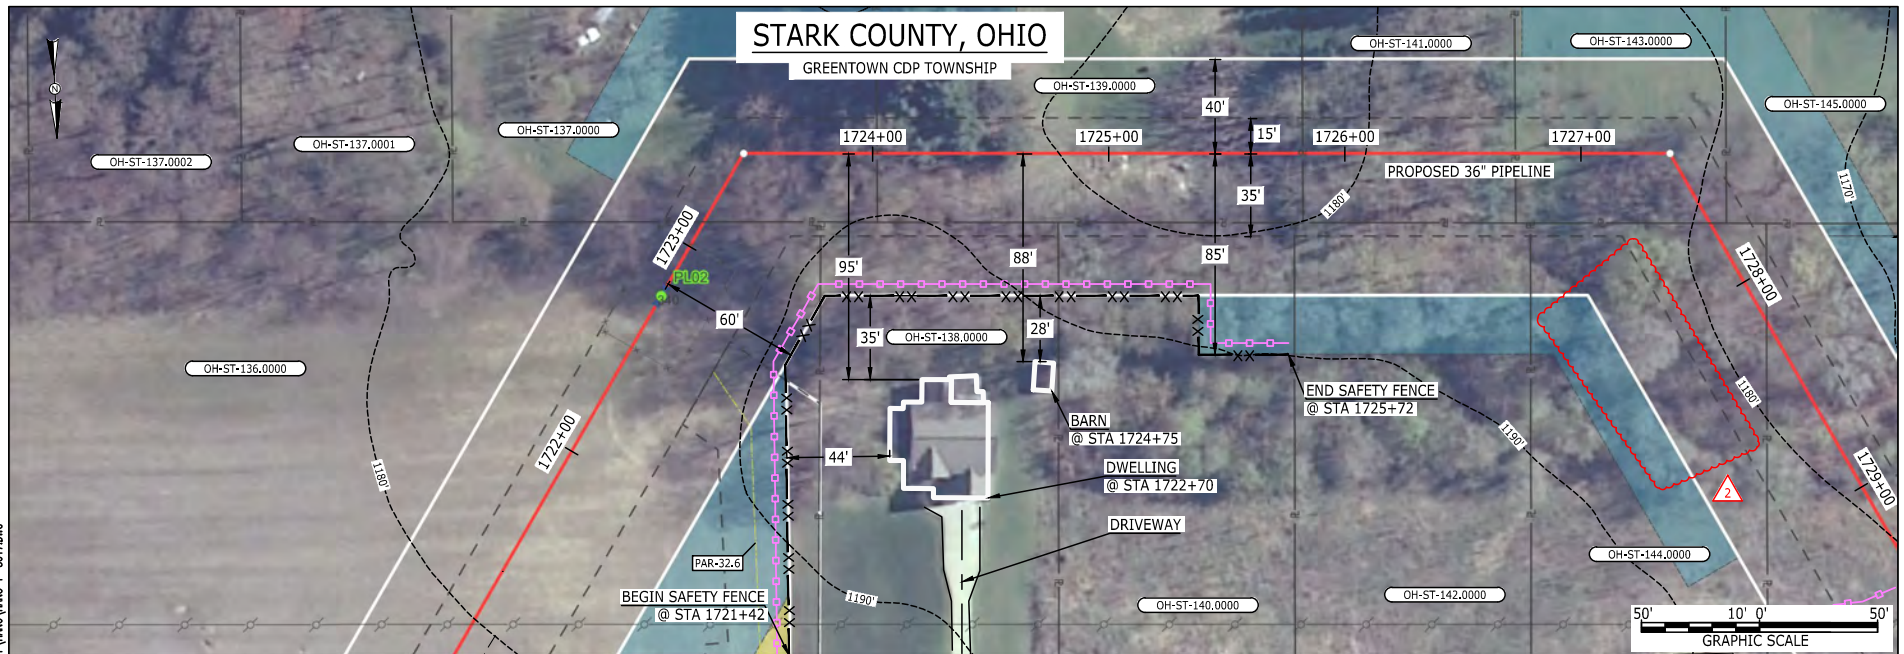 STARK COUNTY, OHIO
GREENTOWN CDP TOWNSHIP
OH-ST-141.0000
OH-ST-143.0000
OH-ST-139.0000
OH-ST-145.0000
OH-ST-137.0000
OH-ST-137.0001
OH-ST-137.0002
40'
15'
1724+00
1725+00
1726+00
1727+00
PROPOSED 36" PIPELINE
35'
1180'
1170'
1723+00
PL02
95'
88'
85'
1728+00
60'
35'
OH-ST-138.0000
28'
OH-ST-136.0000
END SAFETY FENCE
@ STA 1725+72
1180'
BARN
@ STA 1724+75
1190'
1722+00
44'
1180'
DWELLING
@ STA 1722+70
1729+00
2
DRIVEWAY
PAR-32.6
OH-ST-144.0000
BEGIN SAFETY FENCE
@ STA 1721+42
1190'
OH-ST-140.0000
OH-ST-142.0000
50' 10' 0' 50'
GRAPHIC SCALE